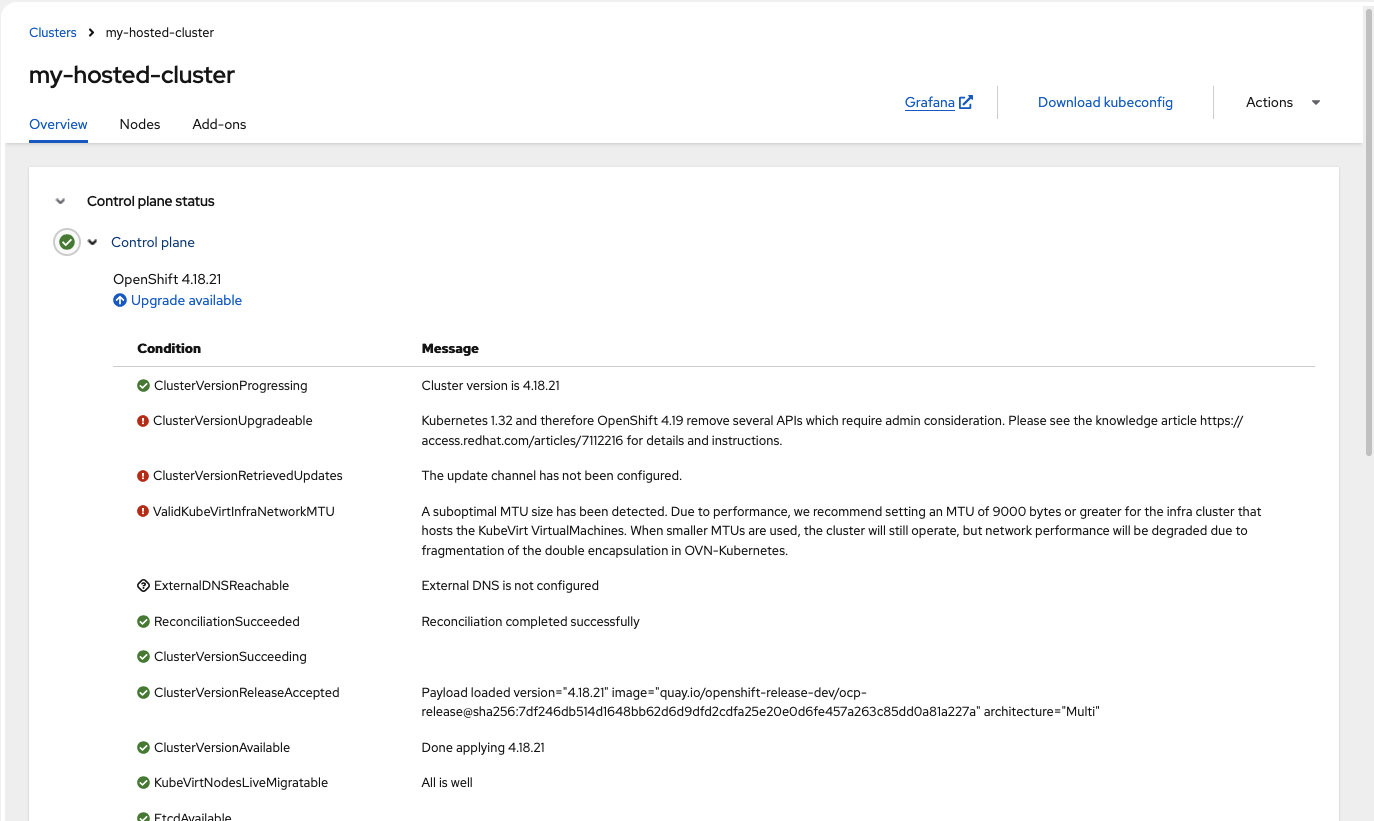 Clusters > my-hosted-cluster
my-hosted-cluster
Grafana Download kubeconfig Actions
Overview Nodes Add-ons
Control plane status
Control plane
OpenShift 4.18.21
Upgrade available
Condition Message
ClusterVersionProgressing Cluster version is 4.18.21
ClusterVersionUpgradeable Kubernetes 1.32 and therefore OpenShift 4.19 remove several APIs which require admin consideration. Please see the knowledge article https://
access.redhat.com/articles/7112216 for details and instructions.
ClusterVersionRetrievedUpdates The update channel has not been configured.
ValidKubeVirtInfraNetworkMTU A suboptimal MTU size has been detected. Due to performance, we recommend setting an MTU of 9000 bytes or greater for the infra cluster that
hosts the KubeVirt VirtualMachines. When smaller MTUs are used, the cluster will still operate, but network performance will be degraded due to
fragmentation of the double encapsulation in OVN-Kubernetes.
ExternalDNSReachable External DNS is not configured
ReconciliationSucceeded Reconciliation completed successfully
ClusterVersionSucceeding
ClusterVersionReleaseAccepted Payload loaded version="4.18.21" image="quay.io/openshift-release-dev/ocp-
release@sha256:7df246db514d1648bb62d6d9dfd2cdfa25e20e0d6fe457a263c85dd0a81a227a" architecture="Multi"
ClusterVersionAvailable Done applying 4.18.21
KubeVirtNodesLiveMigratable All is well
EtcdAvailable